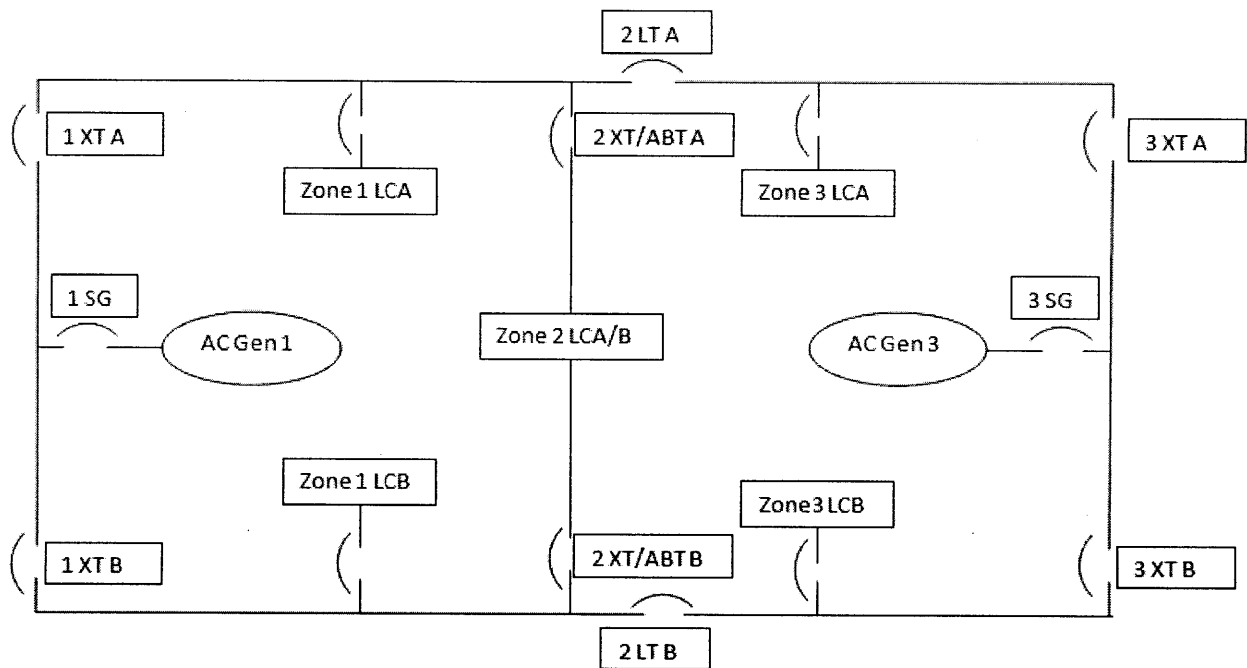 2 LT A
1 XT A
2 XT/ABT A
3 XT A
Zone 1 LCA
Zone 3 LCA
1 SG
3 SG
AC Gen 1
Zone 2 LCA/B
AC Gen 3
Zone 1 LCB
Zone3 LCB
1 XT B
2 XT/ABT B
3 XT B
2 LT B